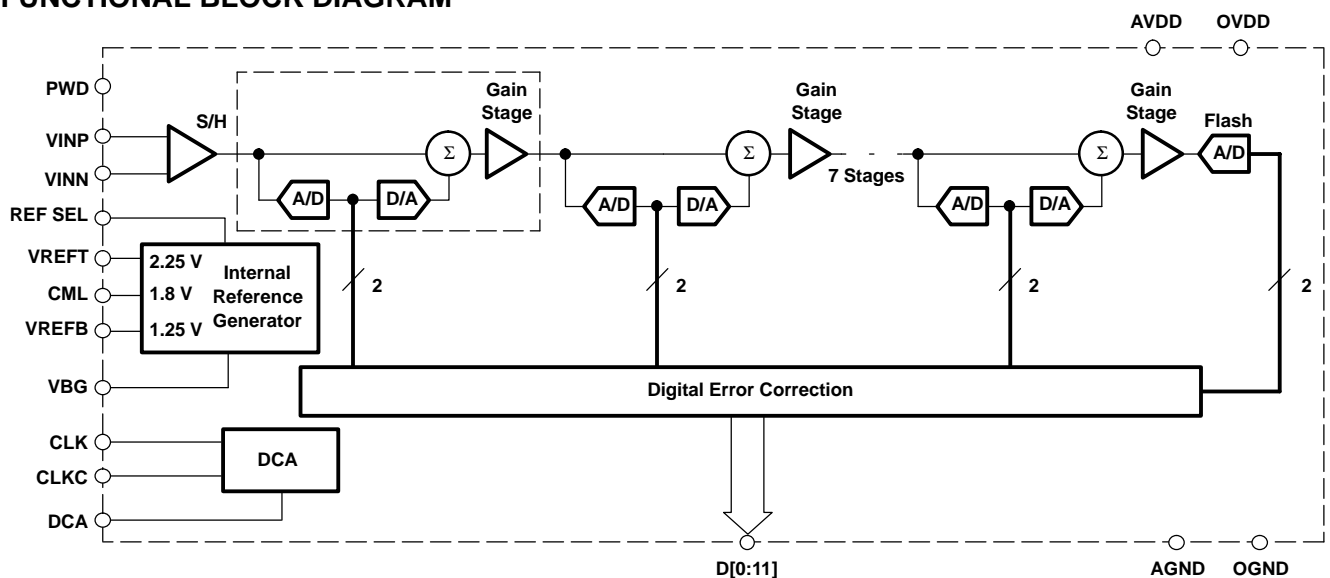 FUNCTIONAL BLOCK DIAGRAM
AVDD
OVDD
PWD
VINP
VINN
REF SEL
VREFT
CML
VREFB
VBG
CLK
CLKC
DCA
S/H
Gain
Stage
Gain
Stage
Gain
Stage
Flash
Σ
Σ
Σ
A/D
D/A
A/D
D/A
7 Stages
A/D
D/A
A/D
2
2
2
2
2.25 V
1.8 V
1.25 V
Internal
Reference
Generator
Digital Error Correction
DCA
D[0:11]
AGND
OGND